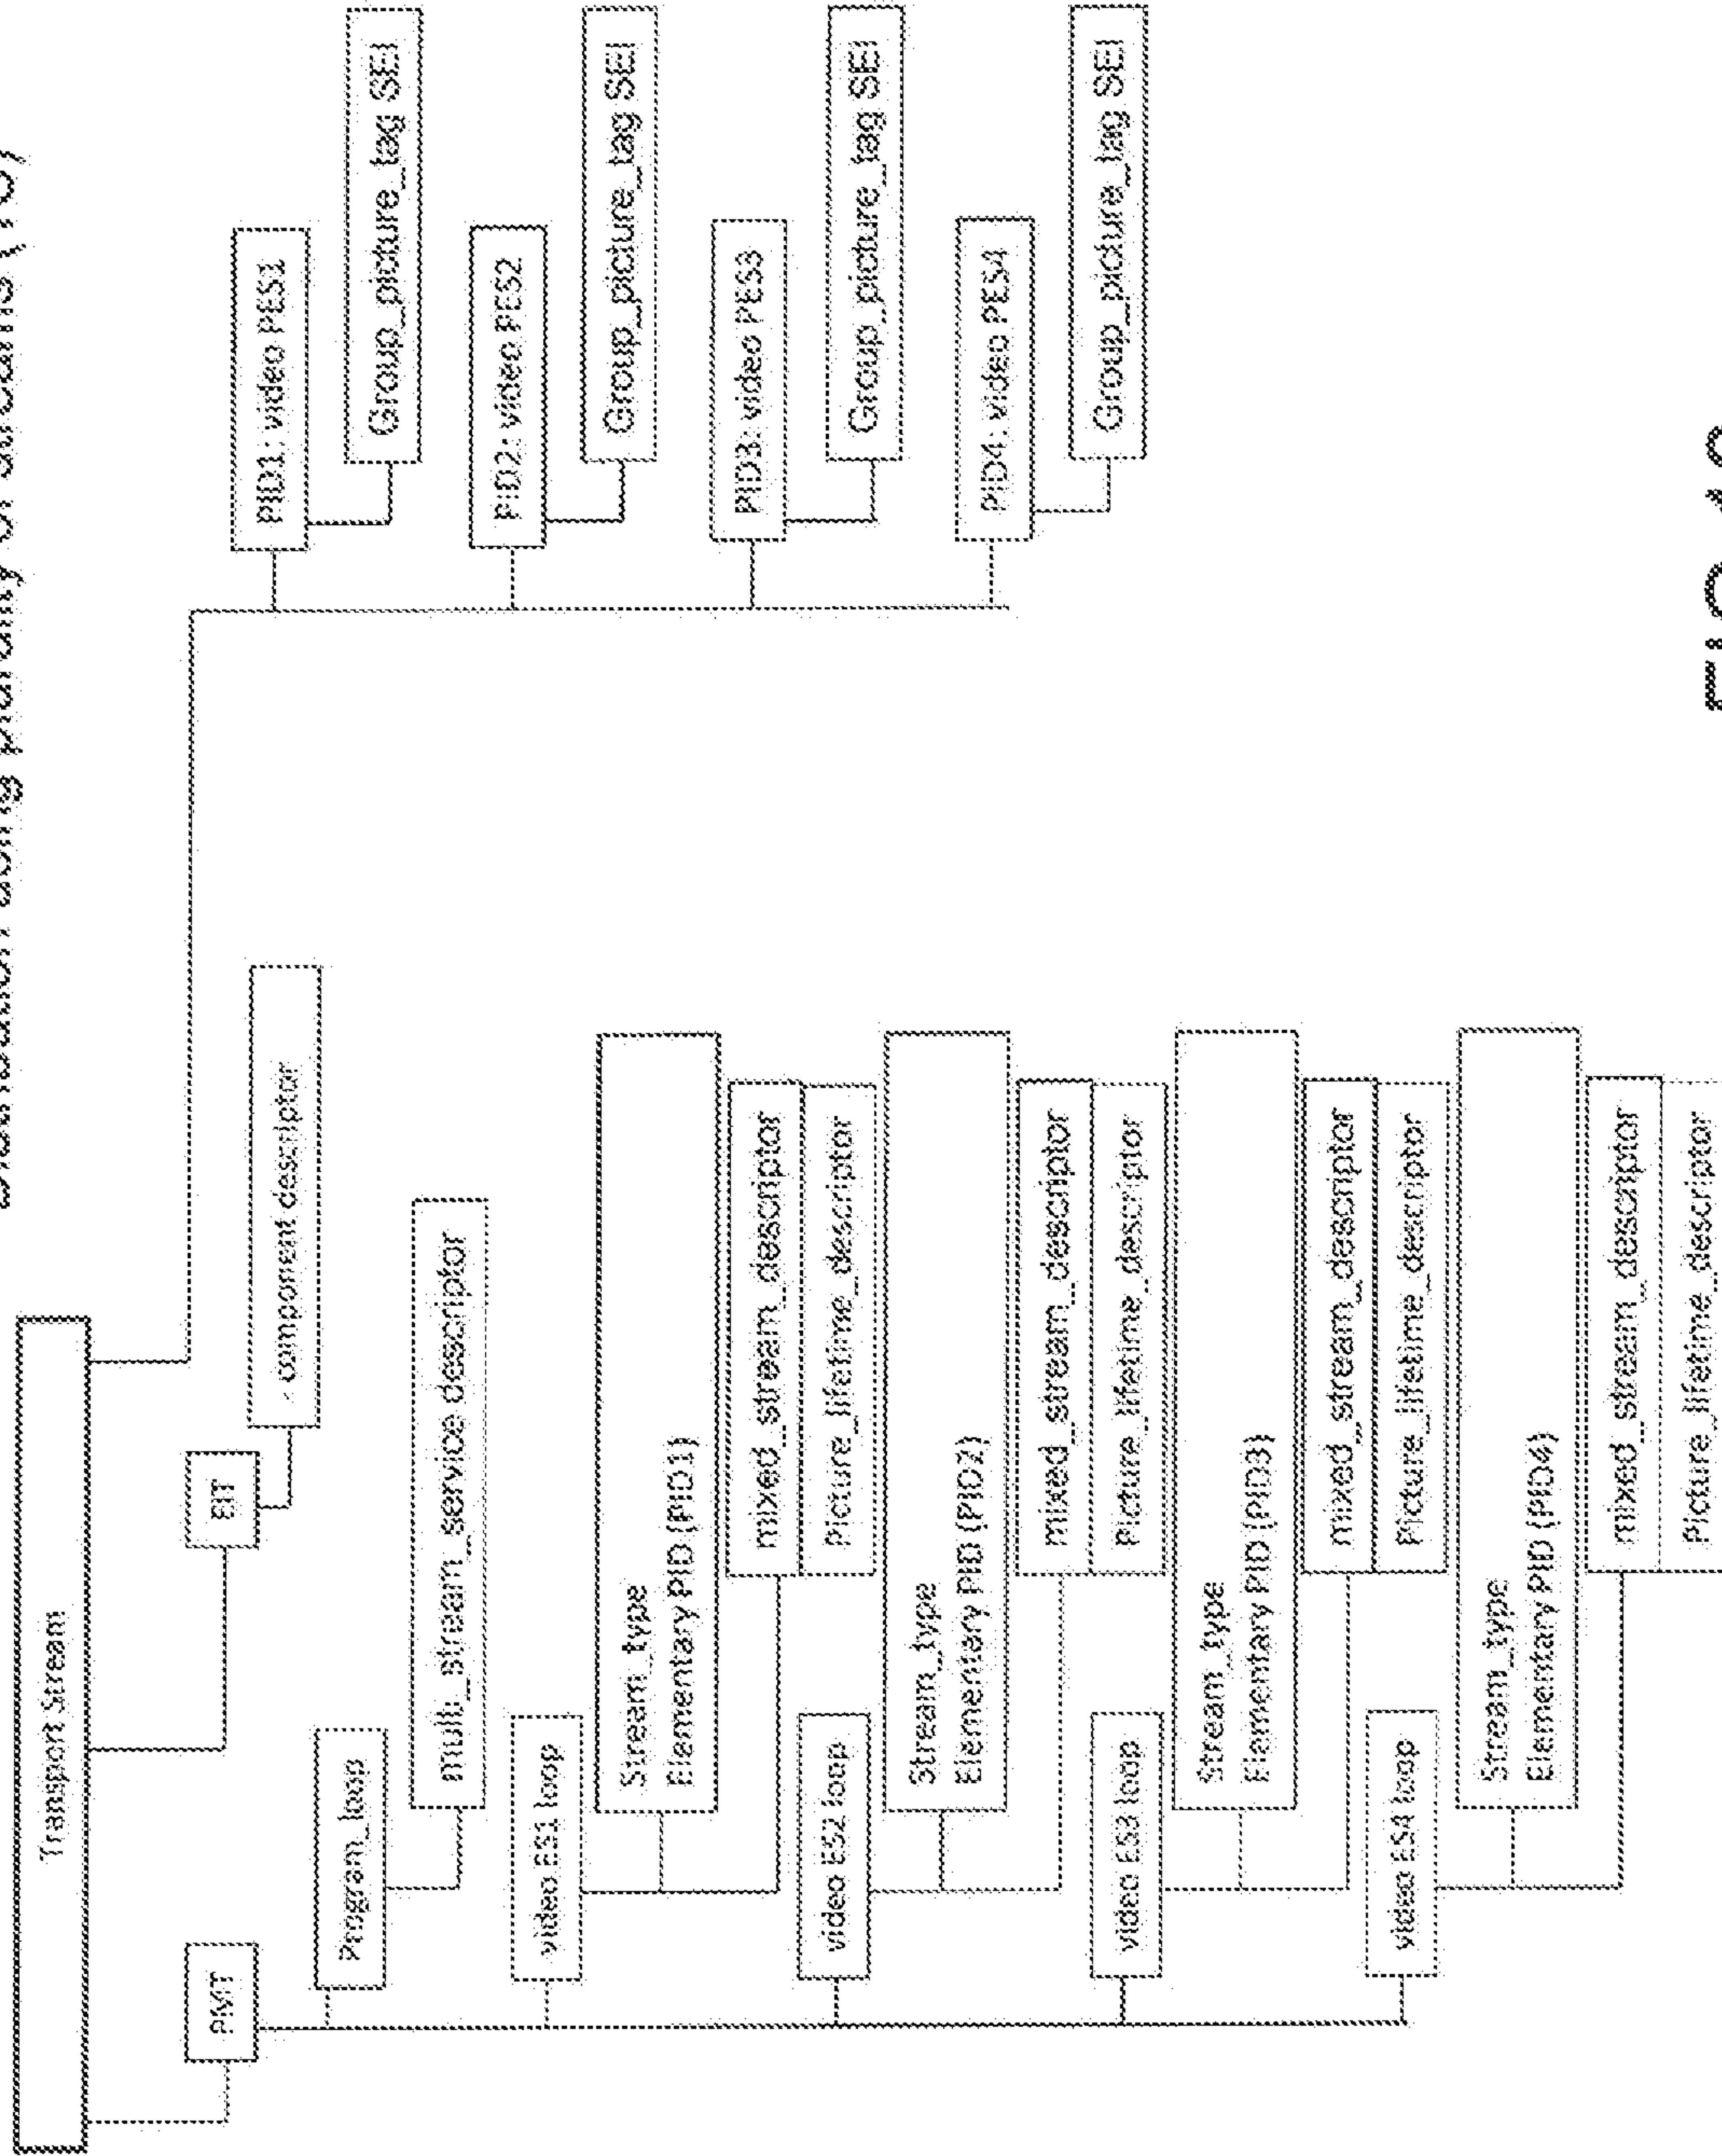 Transport Stream
PMT
EIT
component descriptor
Program_loop
multi_stream_service descriptor
video ES1 loop
Stream_type
Elementary PID (PID1)
mixed_stream_descriptor
Picture_lifetime_descriptor
video ES2 loop
Stream_type
Elementary PID (PID2)
mixed_stream_descriptor
Picture_lifetime_descriptor
video ES3 loop
Stream_type
Elementary PID (PID3)
mixed_stream_descriptor
Picture_lifetime_descriptor
video ES4 loop
Stream_type
Elementary PID (PID4)
mixed_stream_descriptor
Picture_lifetime_descriptor
PID1: video PES1
Group_picture_tag SEI
PID2: video PES2
Group_picture_tag SEI
PID3: video PES3
Group_picture_tag SEI
PID4: video PES4
Group_picture_tag SEI